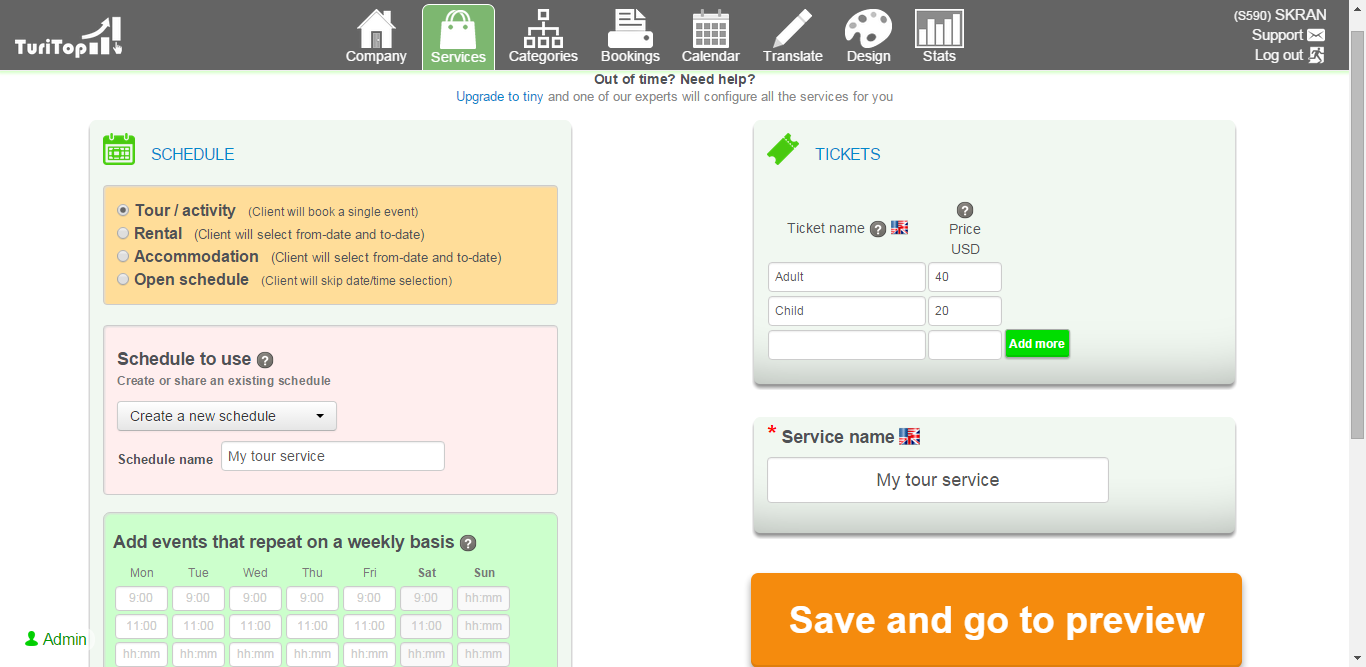 TuriTop
Company
Services
Categories
Bookings
Calendar
Translate
Design
Stats
(S590) SKRAN
Support
Log out
Out of time? Need help?
Upgrade to tiny and one of our experts will configure all the services for you
SCHEDULE
Tour / activity (Client will book a single event)
Rental (Client will select from-date and to-date)
Accommodation (Client will select from-date and to-date)
Open schedule (Client will skip date/time selection)
Schedule to use ?
Create or share an existing schedule
Create a new schedule
Schedule name My tour service
Add events that repeat on a weekly basis ?
Mon Tue Wed Thu Fri Sat Sun
9:00 9:00 9:00 9:00 9:00 9:00 hh:mm
11:00 11:00 11:00 11:00 11:00 11:00 hh:mm
hh:mm hh:mm hh:mm hh:mm hh:mm hh:mm hh:mm
Admin
TICKETS
Ticket name ?
?
Price
USD
Adult 40
Child 20
Add more
* Service name
My tour service
Save and go to preview